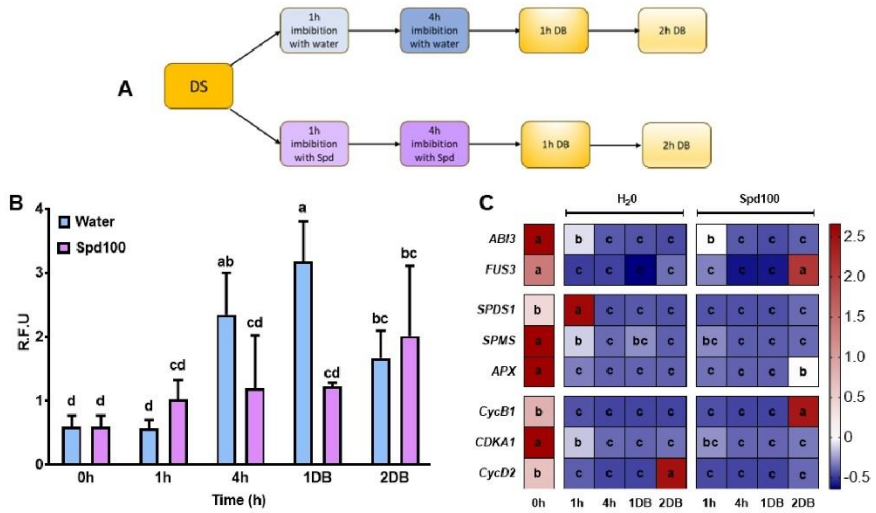 A
DS
1h
imbibition
with water
4h
imbibition
with water
1h DB
2h DB
1h
imbibition
with Spd
4h
imbibition
with Spd
1h DB
2h DB
B
Water
Spd100
R.F.U
4
3
2
1
0
d d d cd ab cd a cd bc bc
0h 1h 4h 1DB 2DB
Time (h)
C
H20 Spd100
ABI3 a b c c c b c c c
FUS3 a c c c c c c c a
SPDS1 b a c c c c c c c
SPMS a b c bc c bc c c c
APX a c c c c c c c b
CycB1 b c c c c c c c a
CDKA1 a b c c c bc c c c
CycD2 b c c c a c c c c
0h 1h 4h 1DB 2DB 1h 4h 1DB 2DB
2.5
2.0
1.5
1.0
0.5
0
-0.5